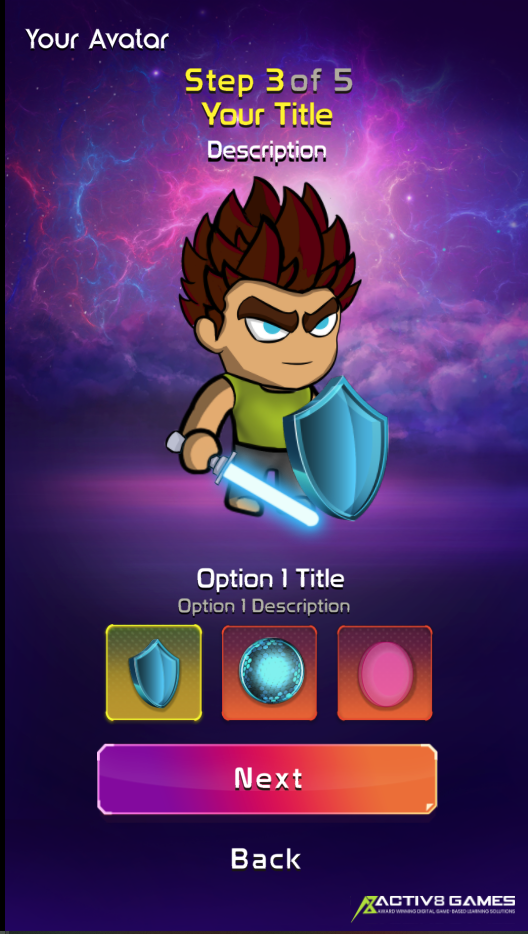 Your Avatar
Step 3 of 5
Your Title
Description
Option 1 Title
Option 1 Description
Next
Back
ACTIV8 GAMES
AWARD WINNING DIGITAL GAME-BASED LEARNING SOLUTIONS